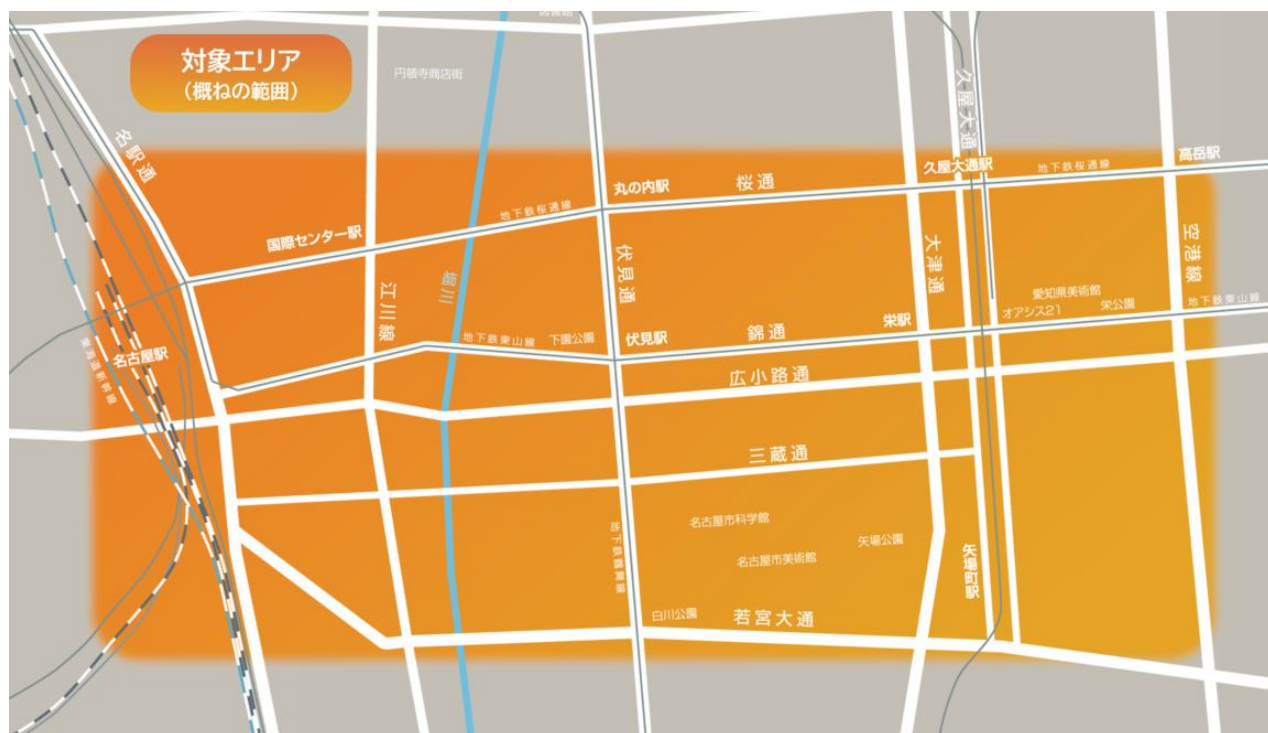 対象エリア
(概ねの範囲)
円頓寺商店街
名駅通
久屋大通
高岳駅
久屋大通駅
地下鉄桜通線
丸の内駅
桜通
地下鉄桜通線
国際センター駅
伏見通
大津通
空港線
堀川
江川線
愛知県美術館
オアシス21
栄公園
地下鉄東山線
栄駅
錦通
伏見駅
下園公園
地下鉄東山線
名古屋駅
東海道新幹線
広小路通
三蔵通
名古屋市科学館
矢場公園
名古屋市美術館
地下鉄鶴舞線
矢場町駅
白川公園
若宮大通